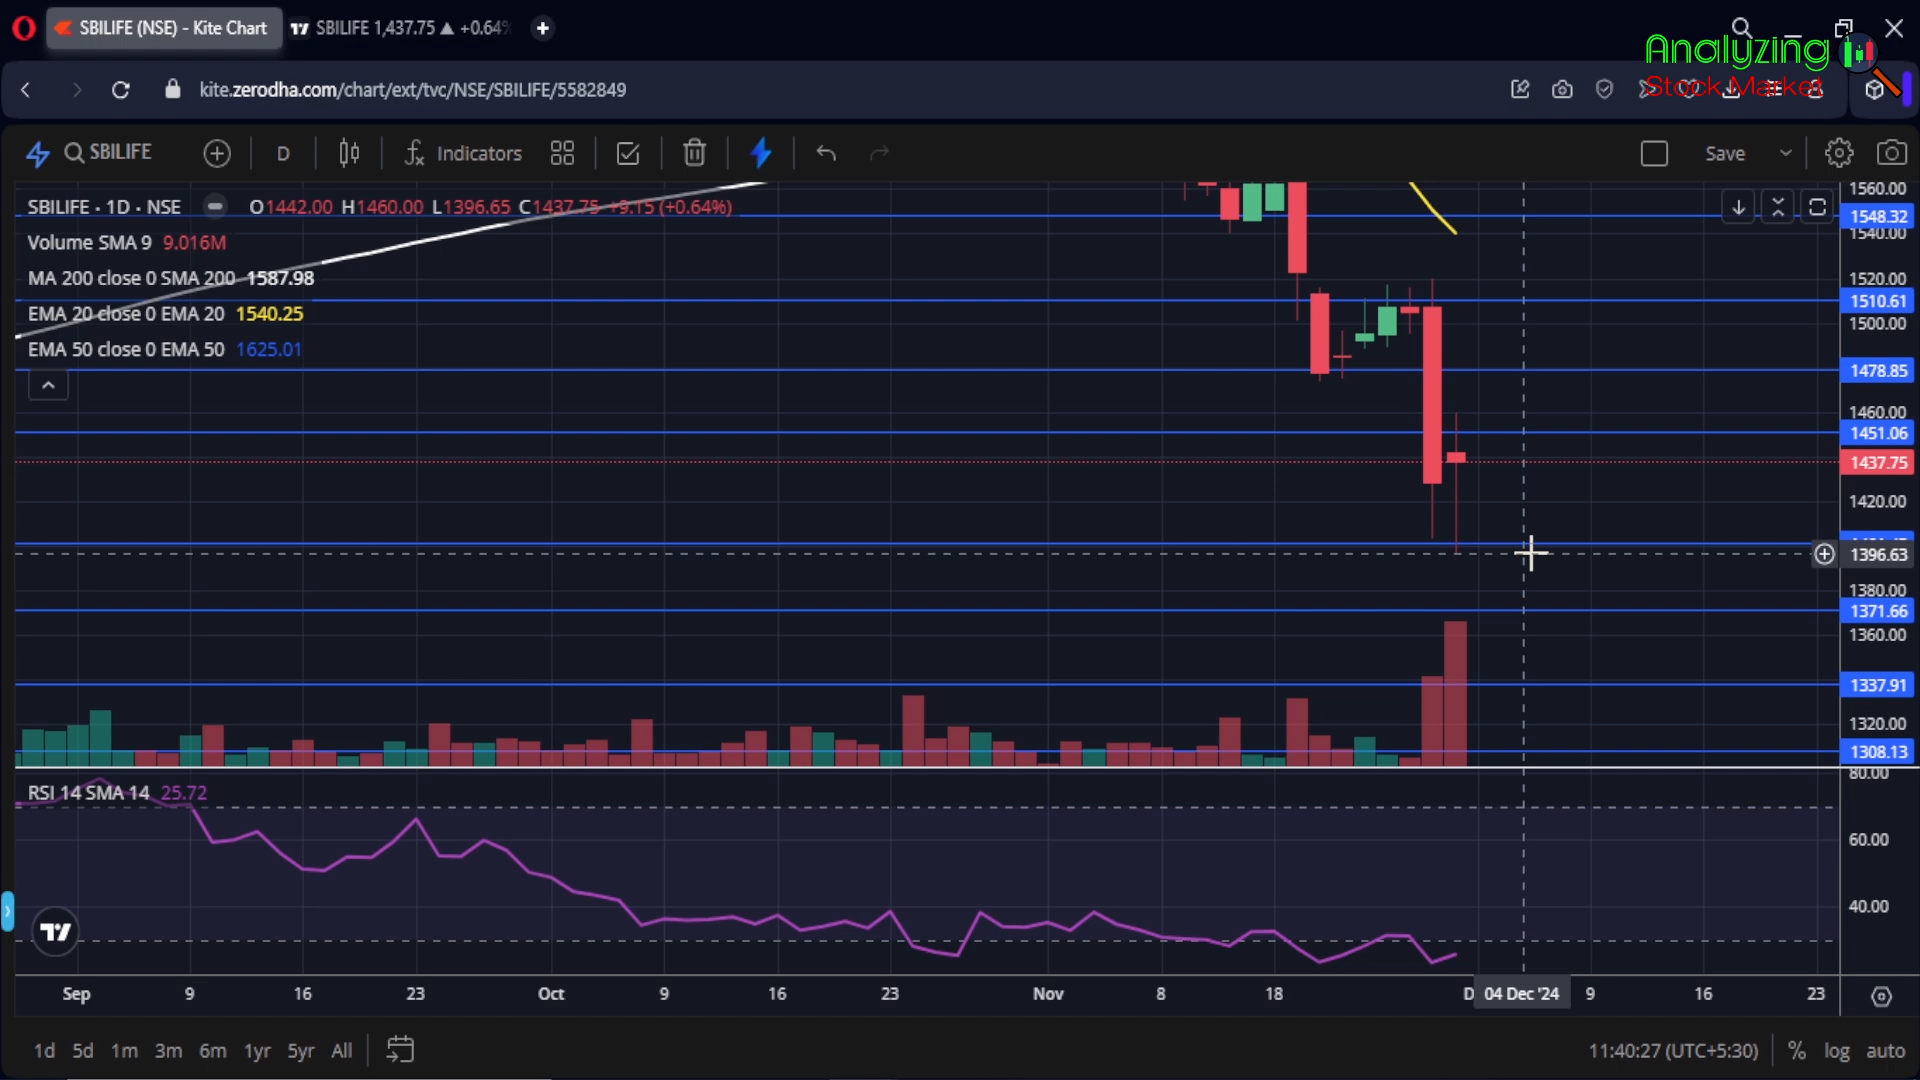 SBILIFE (NSE) - Kite Chart
SBILIFE 1,437.75 ▲ +0.64%
Analyzing
Stock Market
kite.zerodha.com/chart/ext/tvc/NSE/SBILIFE/5582849
SBILIFE
D
Indicators
Save
SBILIFE · 1D · NSE O1442.00 H1460.00 L1396.65 C1437.75 +9.15 (+0.64%)
Volume SMA 9 9.016M
MA 200 close 0 SMA 200 1587.98
EMA 20 close 0 EMA 20 1540.25
EMA 50 close 0 EMA 50 1625.01
1560.00
1548.32
1540.00
1520.00
1510.61
1500.00
1478.85
1460.00
1451.06
1437.75
1420.00
1396.63
1380.00
1371.66
1360.00
1337.91
1320.00
1308.13
RSI 14 SMA 14 25.72
80.00
60.00
40.00
Sep 9 16 23 Oct 9 16 23 Nov 8 18 D 04 Dec '24 9 16 23
1d 5d 1m 3m 6m 1yr 5yr All
11:40:27 (UTC+5:30) % log auto